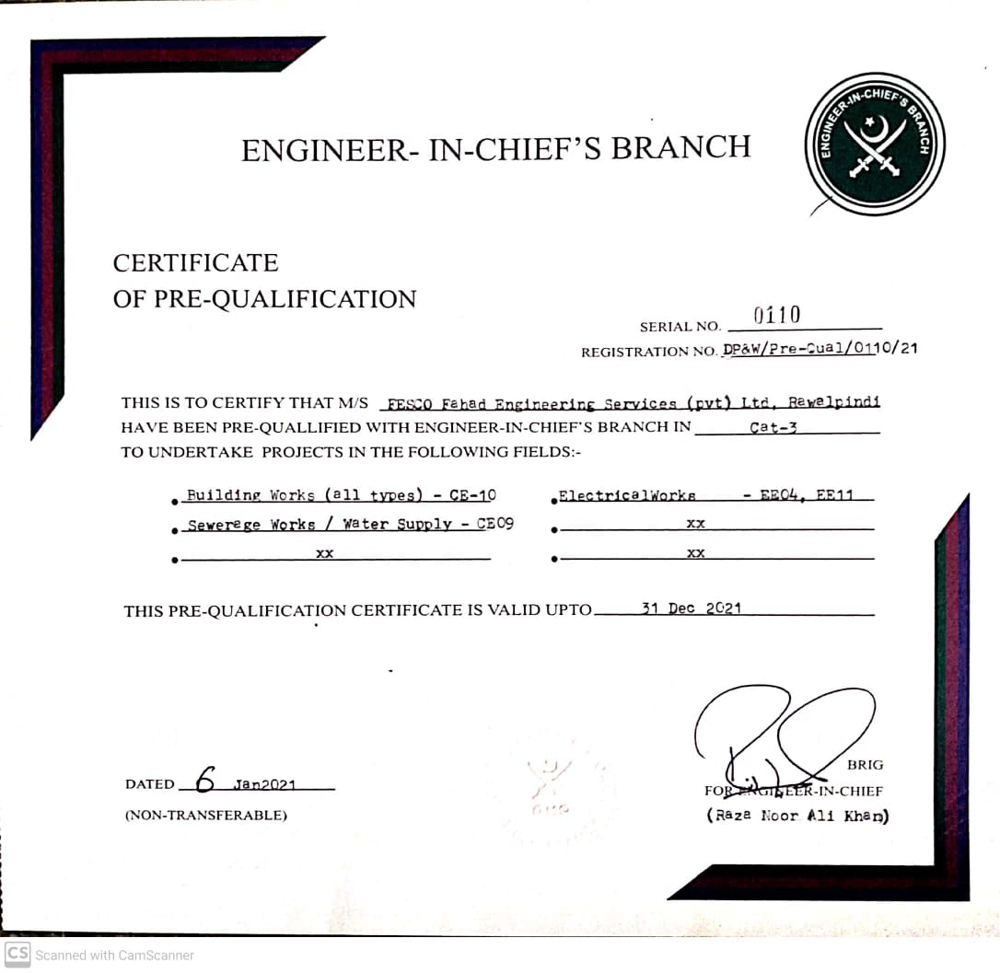 ENGINEER-IN-CHIEF'S BRANCH
ENGINEER- IN-CHIEF'S BRANCH
CERTIFICATE
OF PRE-QUALIFICATION
SERIAL NO. 0110
REGISTRATION NO. DP&W/Pre-Qual/0110/21
THIS IS TO CERTIFY THAT M/S FESCO Fahad Engineering Services (pvt) Ltd, Rawalpindi
HAVE BEEN PRE-QUALLIFIED WITH ENGINEER-IN-CHIEF'S BRANCH IN Cat-3
TO UNDERTAKE PROJECTS IN THE FOLLOWING FIELDS:-
• Building Works (all types) - CE-10 • ElectricalWorks - EE04, EE11
• Sewerage Works / Water Supply - CE09 • xx
• xx • xx
THIS PRE-QUALIFICATION CERTIFICATE IS VALID UPTO 31 Dec 2021
BRIG
DATED 6 Jan2021
FOR ENGINEER-IN-CHIEF
(NON-TRANSFERABLE)
(Raza Noor Ali Khan)
CS Scanned with CamScanner